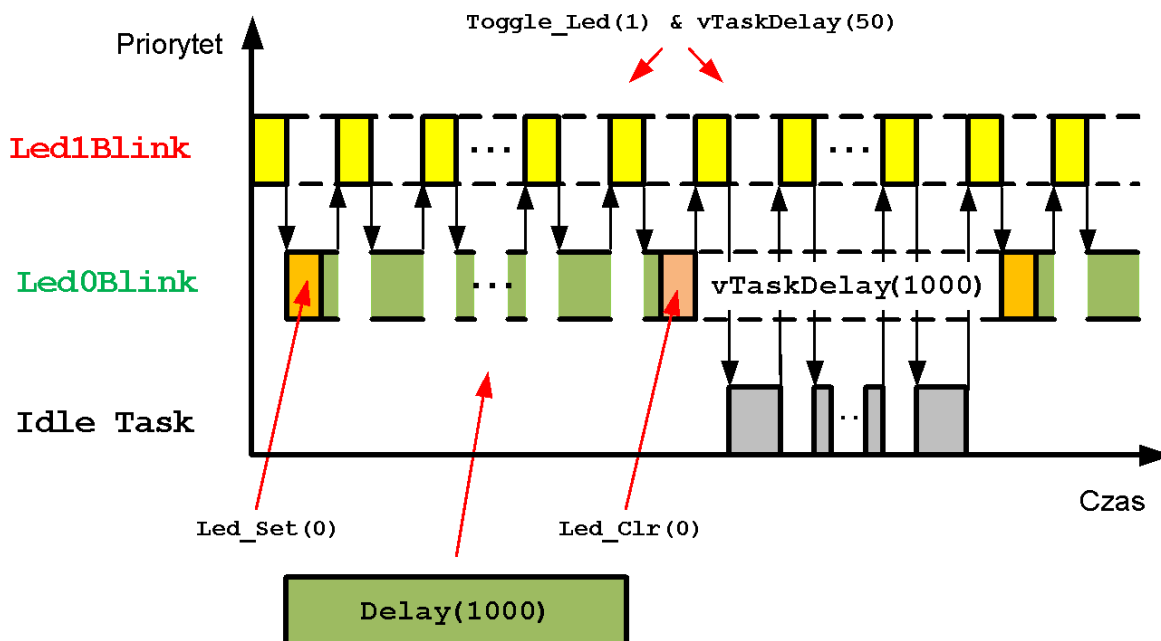 Toggle_Led(1) & vTaskDelay(50)
Priorytet
Led1Blink
...
...
Led0Blink
...
vTaskDelay(1000)
Idle Task
..
Czas
Led_Set(0)
Led_Clr(0)
Delay(1000)